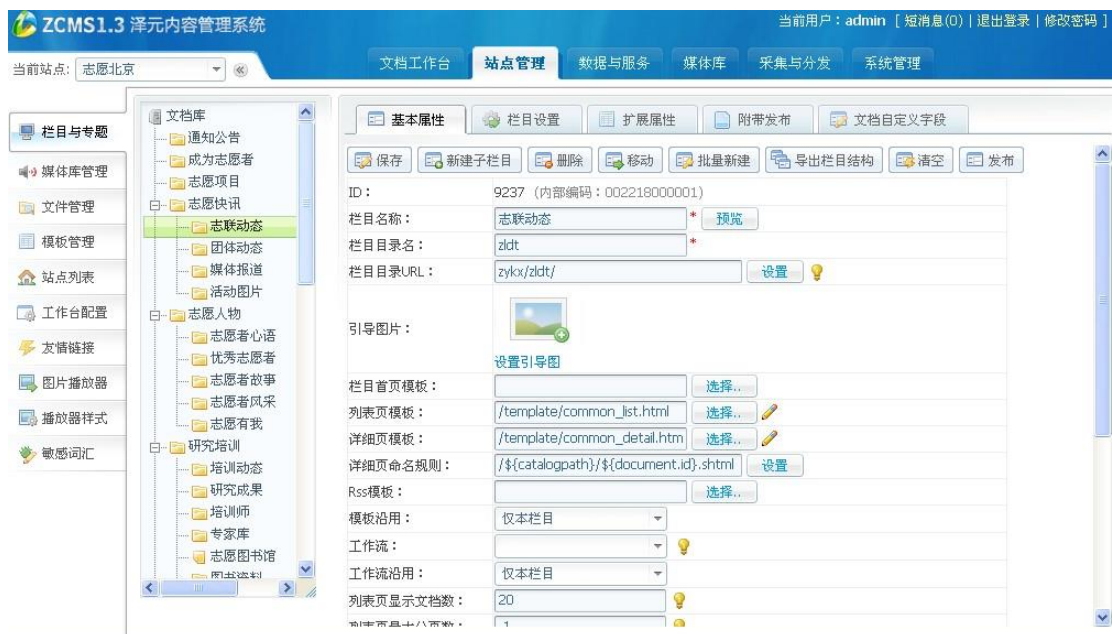 ZCMS1.3 泽元内容管理系统
当前用户：admin [ 短消息(0) | 退出登录 | 修改密码 ]
当前站点: 志愿北京
文档工作台 站点管理 数据与服务 媒体库 采集与分发 系统管理
栏目与专题
媒体库管理
文件管理
模板管理
站点列表
工作台配置
友情链接
图片播放器
播放器样式
敏感词汇
文档库
通知公告
成为志愿者
志愿项目
志愿快讯
志联动态
团体动态
媒体报道
活动图片
志愿人物
志愿者心语
优秀志愿者
志愿者故事
志愿者风采
志愿有我
研究培训
培训动态
研究成果
培训师
专家库
志愿图书馆
图书资料
基本属性 栏目设置 扩展属性 附带发布 文档自定义字段
保存 新建子栏目 删除 移动 批量新建 导出栏目结构 清空 发布
ID： 9237 (内部编码：002218000001)
栏目名称： 志联动态 * 预览
栏目目录名： zldt *
栏目目录URL： zykx/zldt/ 设置
引导图片：
设置引导图
栏目首页模板： 选择..
列表页模板： /template/common_list.html 选择..
详细页模板： /template/common_detail.htm 选择..
详细页命名规则： /${catalogpath}/${document.id}.shtml 设置
Rss模板： 选择..
模板沿用： 仅本栏目
工作流：
工作流沿用： 仅本栏目
列表页显示文档数： 20
列表页最大分页数： -1